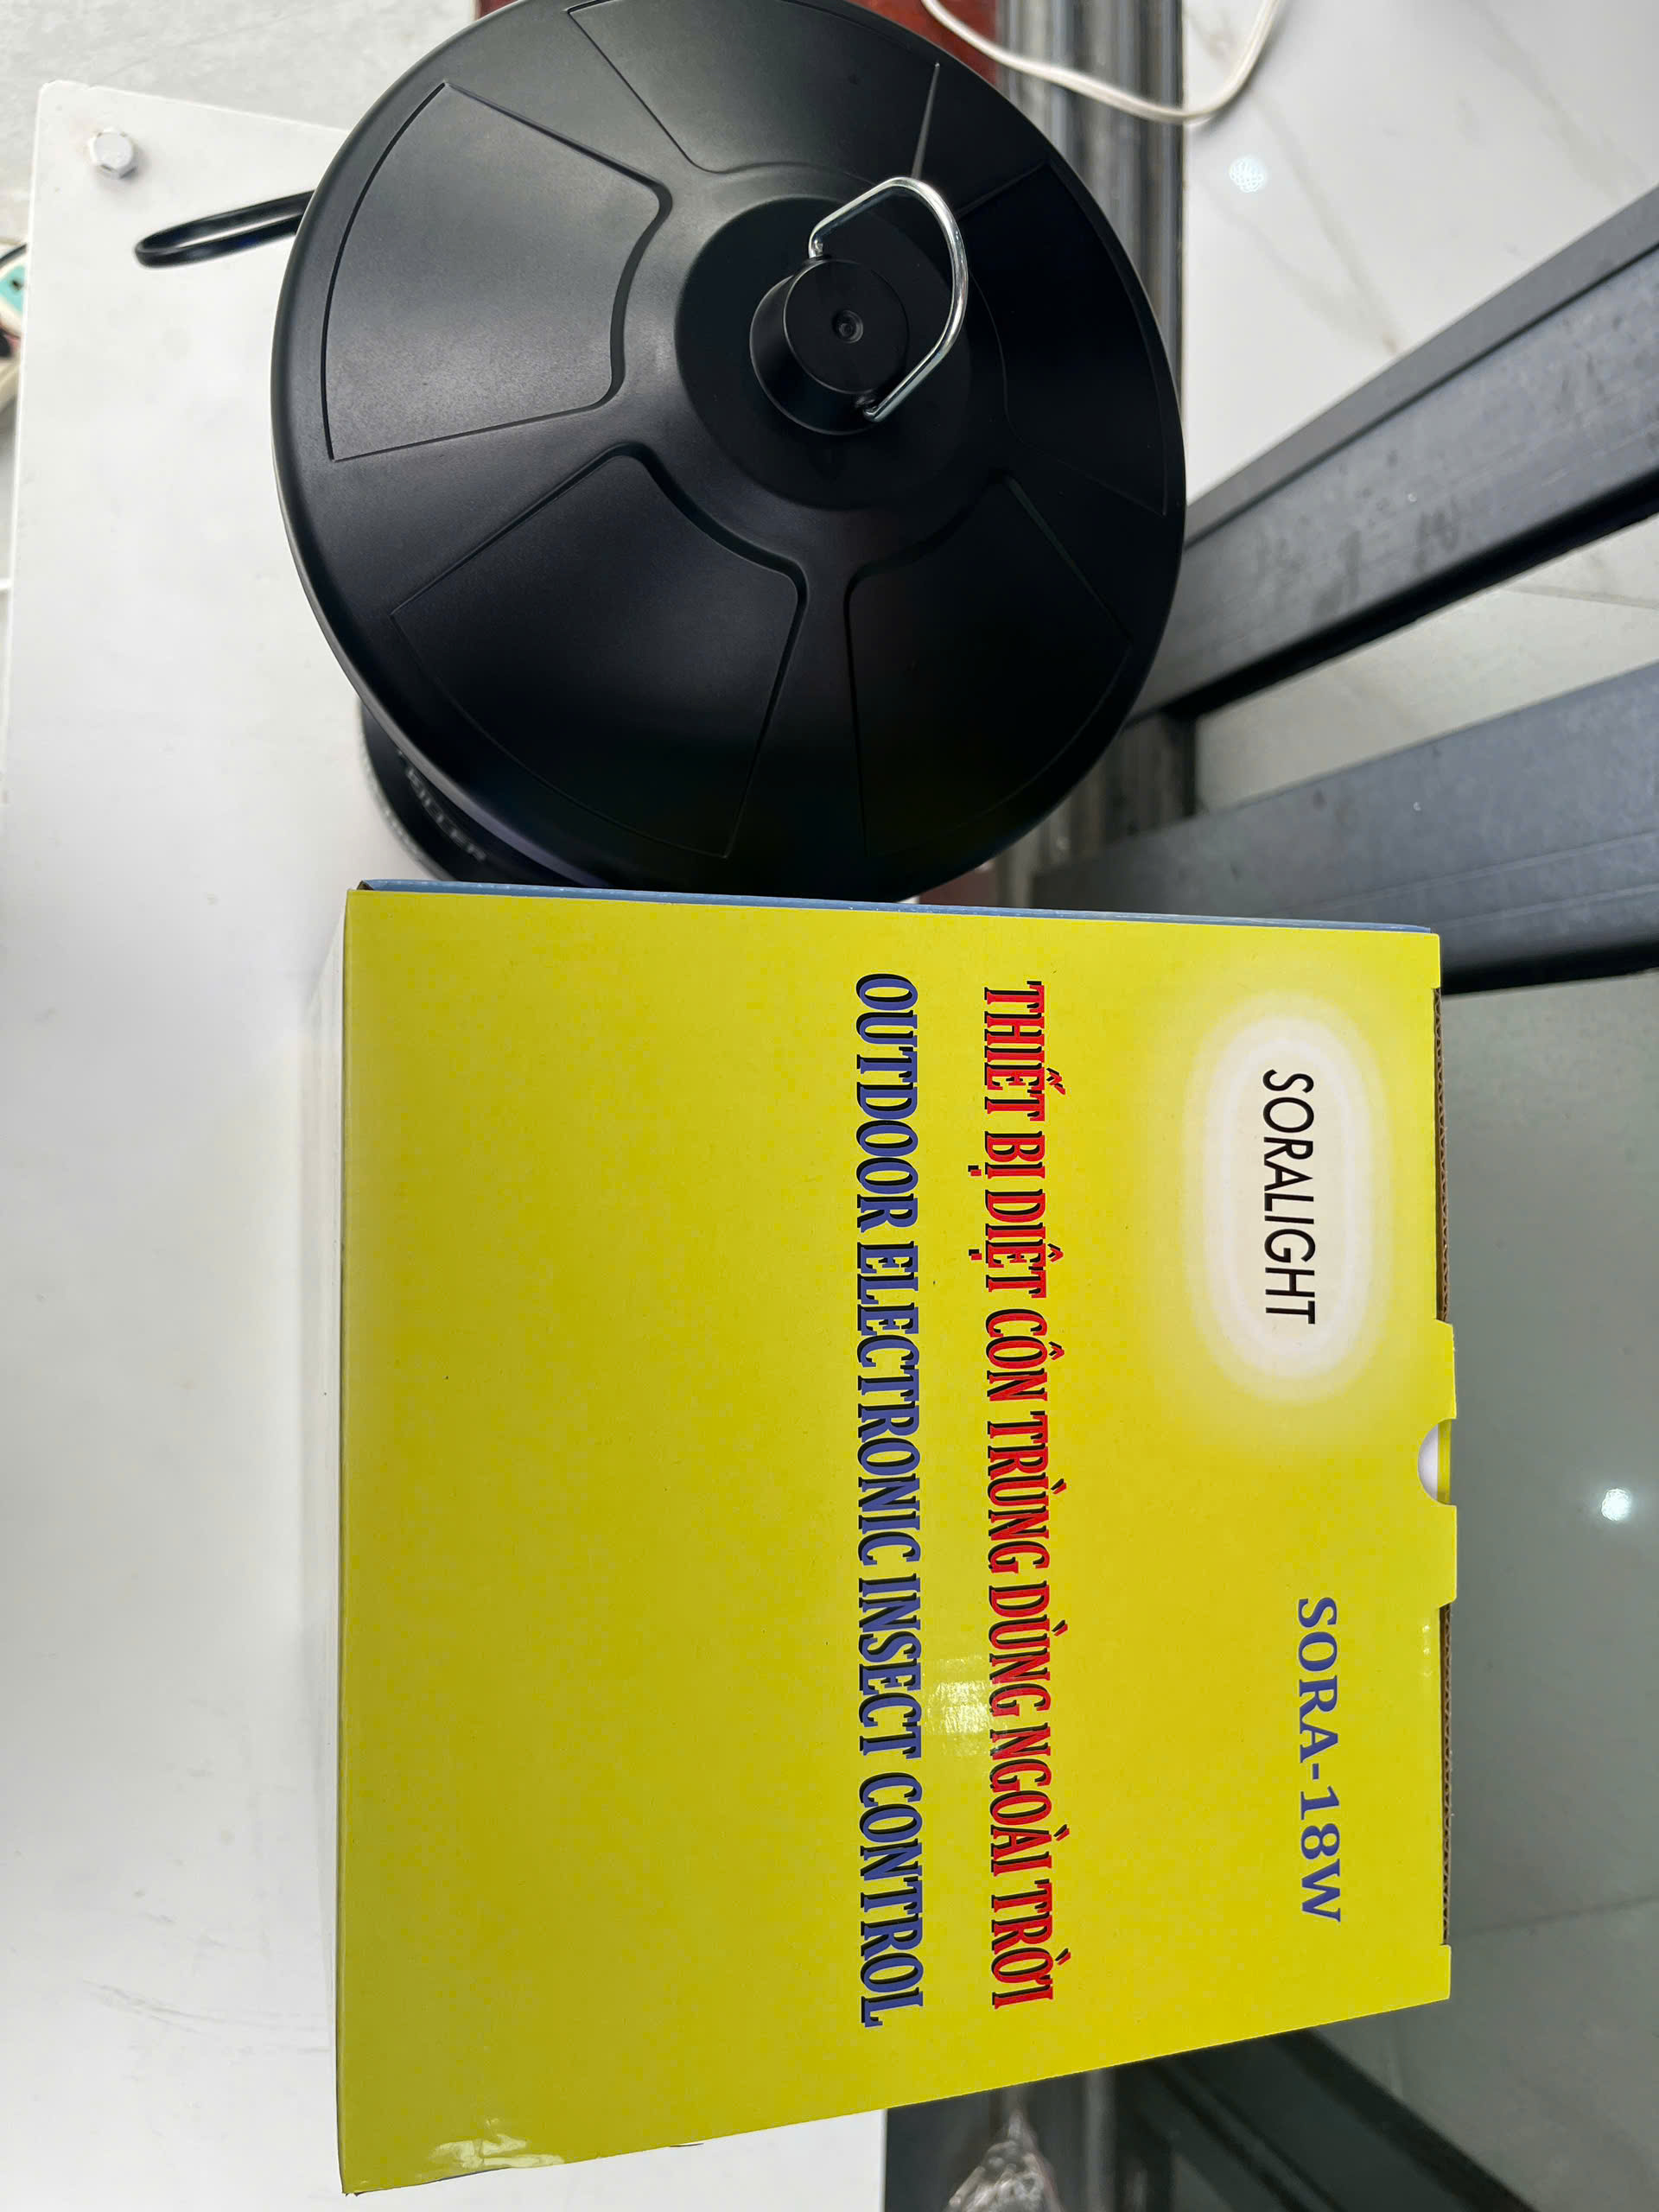 SORALIGHT
SORA-18W
THIẾT BỊ DIỆT CÔN TRÙNG DÙNG NGOÀI TRỜI
OUTDOOR ELECTRONIC INSECT CONTROL